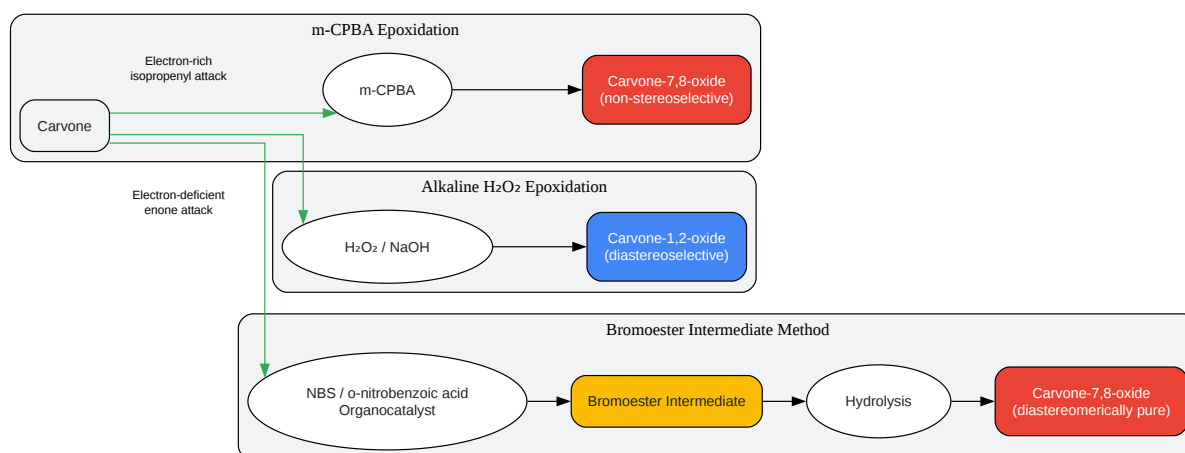 m-CPBA Epoxidation
Electron-rich
isopropenyl attack
Carvone
m-CPBA
Carvone-7,8-oxide
(non-stereoselective)
Electron-deficient
enone attack
Alkaline H₂O₂ Epoxidation
H₂O₂ / NaOH
Carvone-1,2-oxide
(diastereoselective)
Bromoester Intermediate Method
NBS / o-nitrobenzoic acid
Organocatalyst
Bromoester Intermediate
Hydrolysis
Carvone-7,8-oxide
(diastereomerically pure)